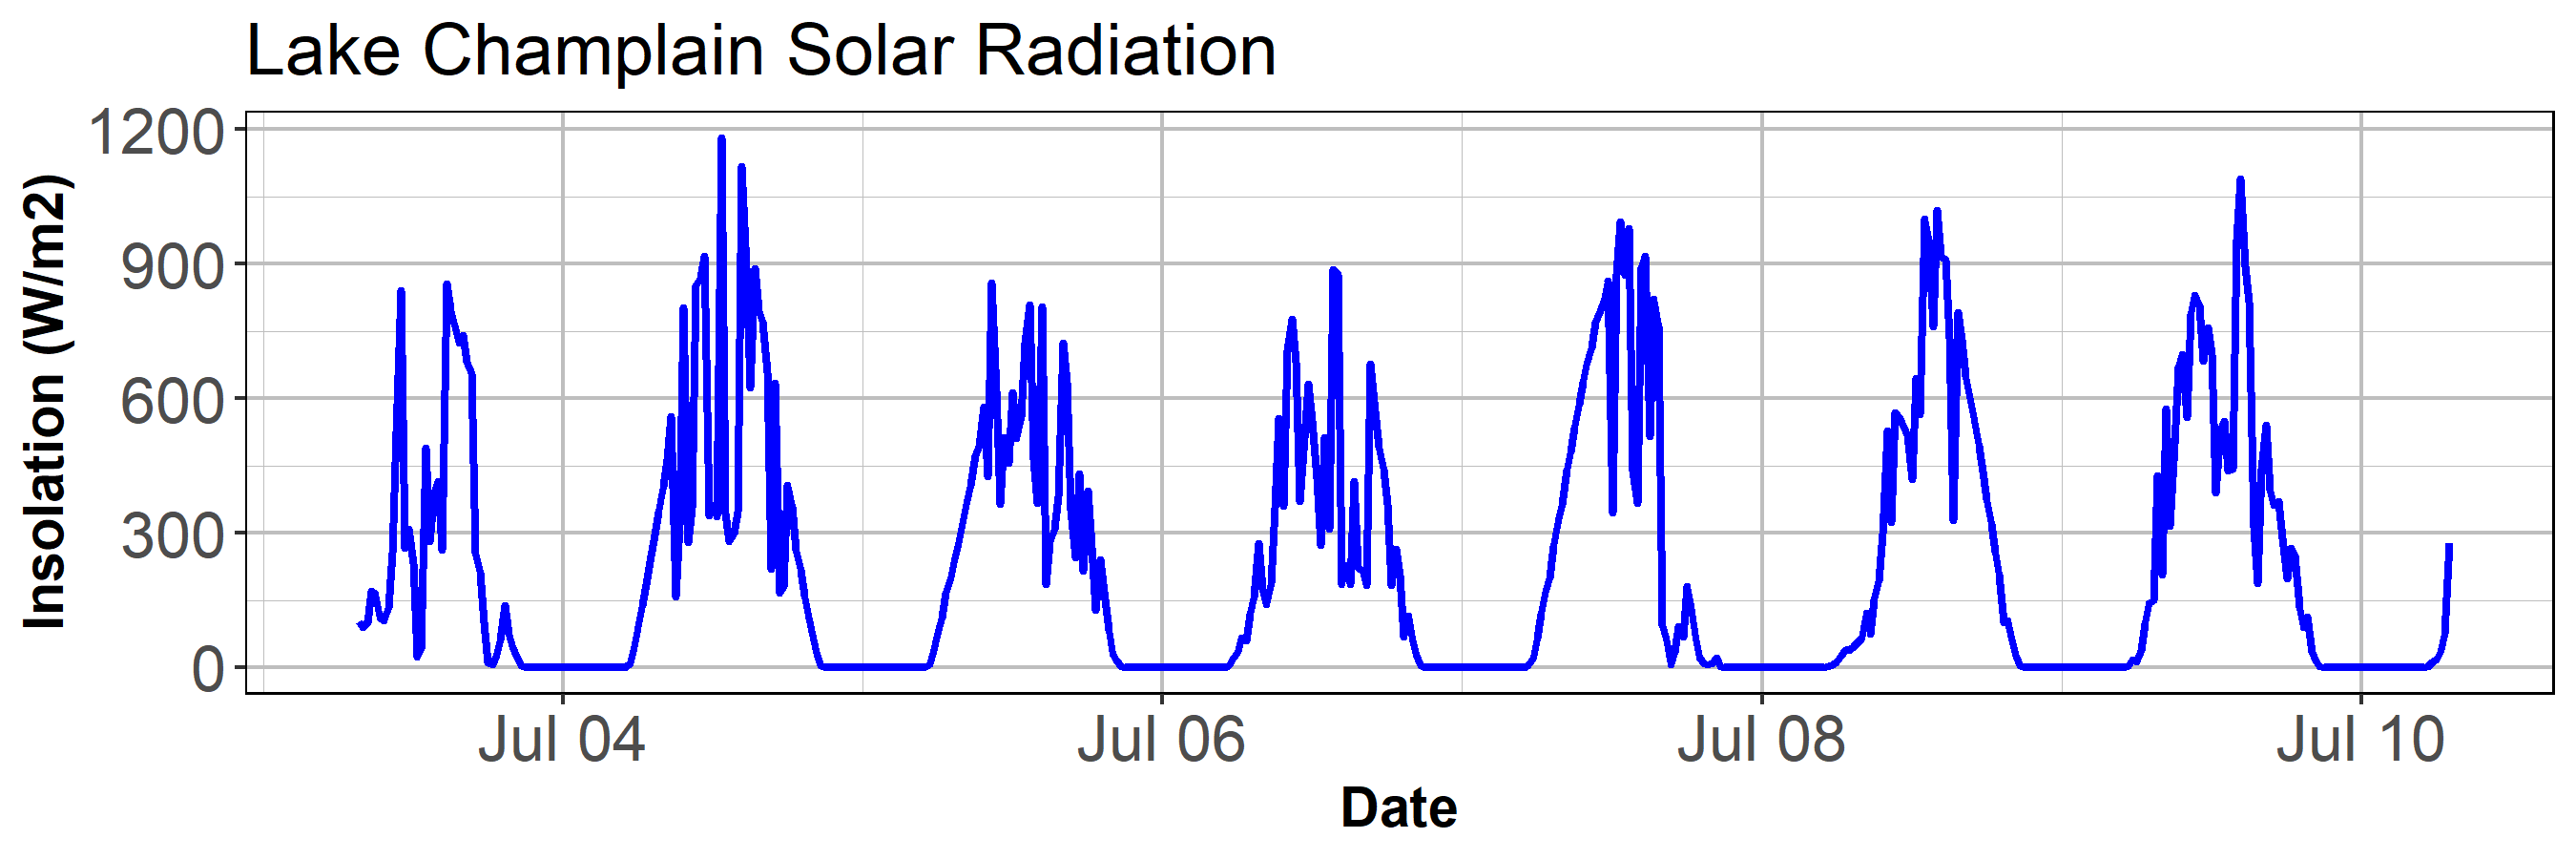 Lake Champlain Solar Radiation
1200
900
600
300
0
Insolation (W/m2)
Jul 04
Jul 06
Jul 08
Jul 10
Date